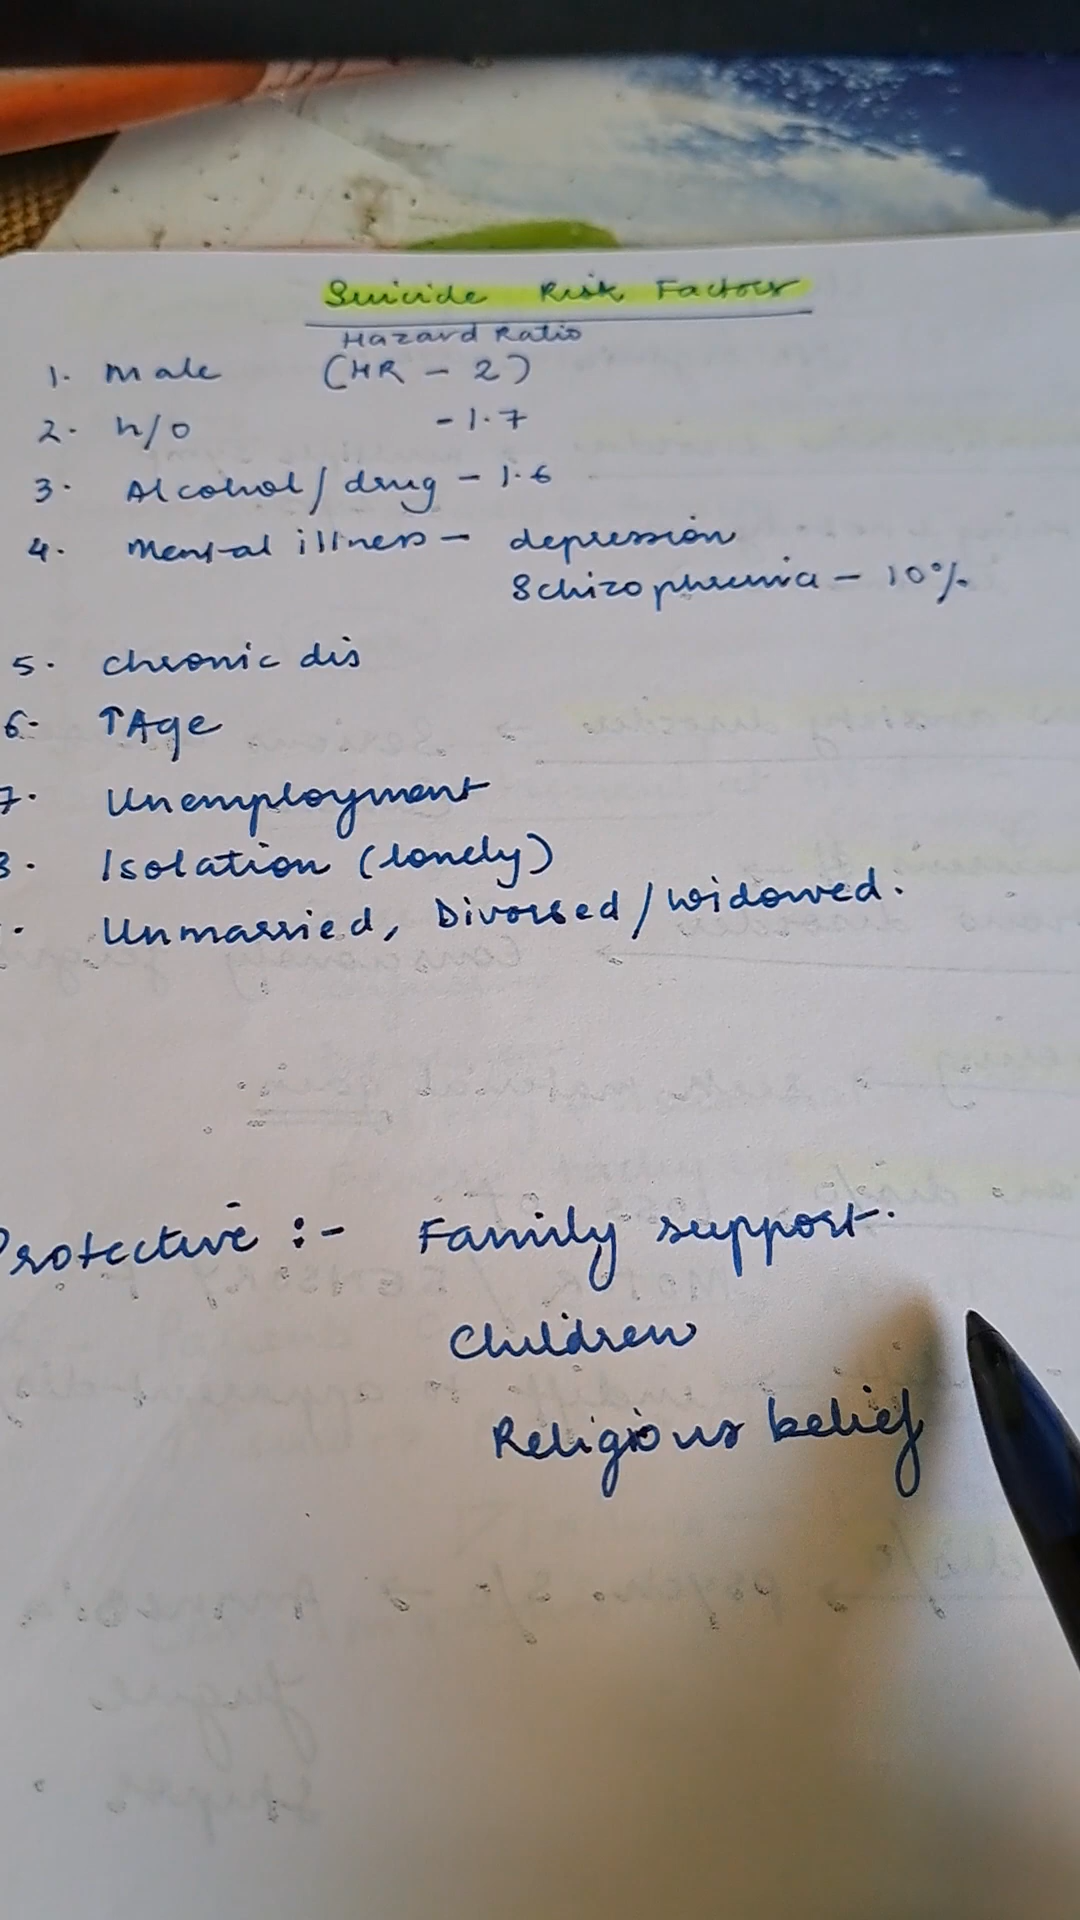 Suicide Risk Factors
Hazard Ratio
1. Male (HR - 2)
2. h/o - 1.7
3. Alcohol/drug - 1.6
4. Mental illness - depression
Schizophrenia - 10%
5. chronic dis
6. ↑Age
7. Unemployment
8. Isolation (lonely)
Unmarried, Divorsed/widowed.
Protective :- Family support.
Children
Religious belief